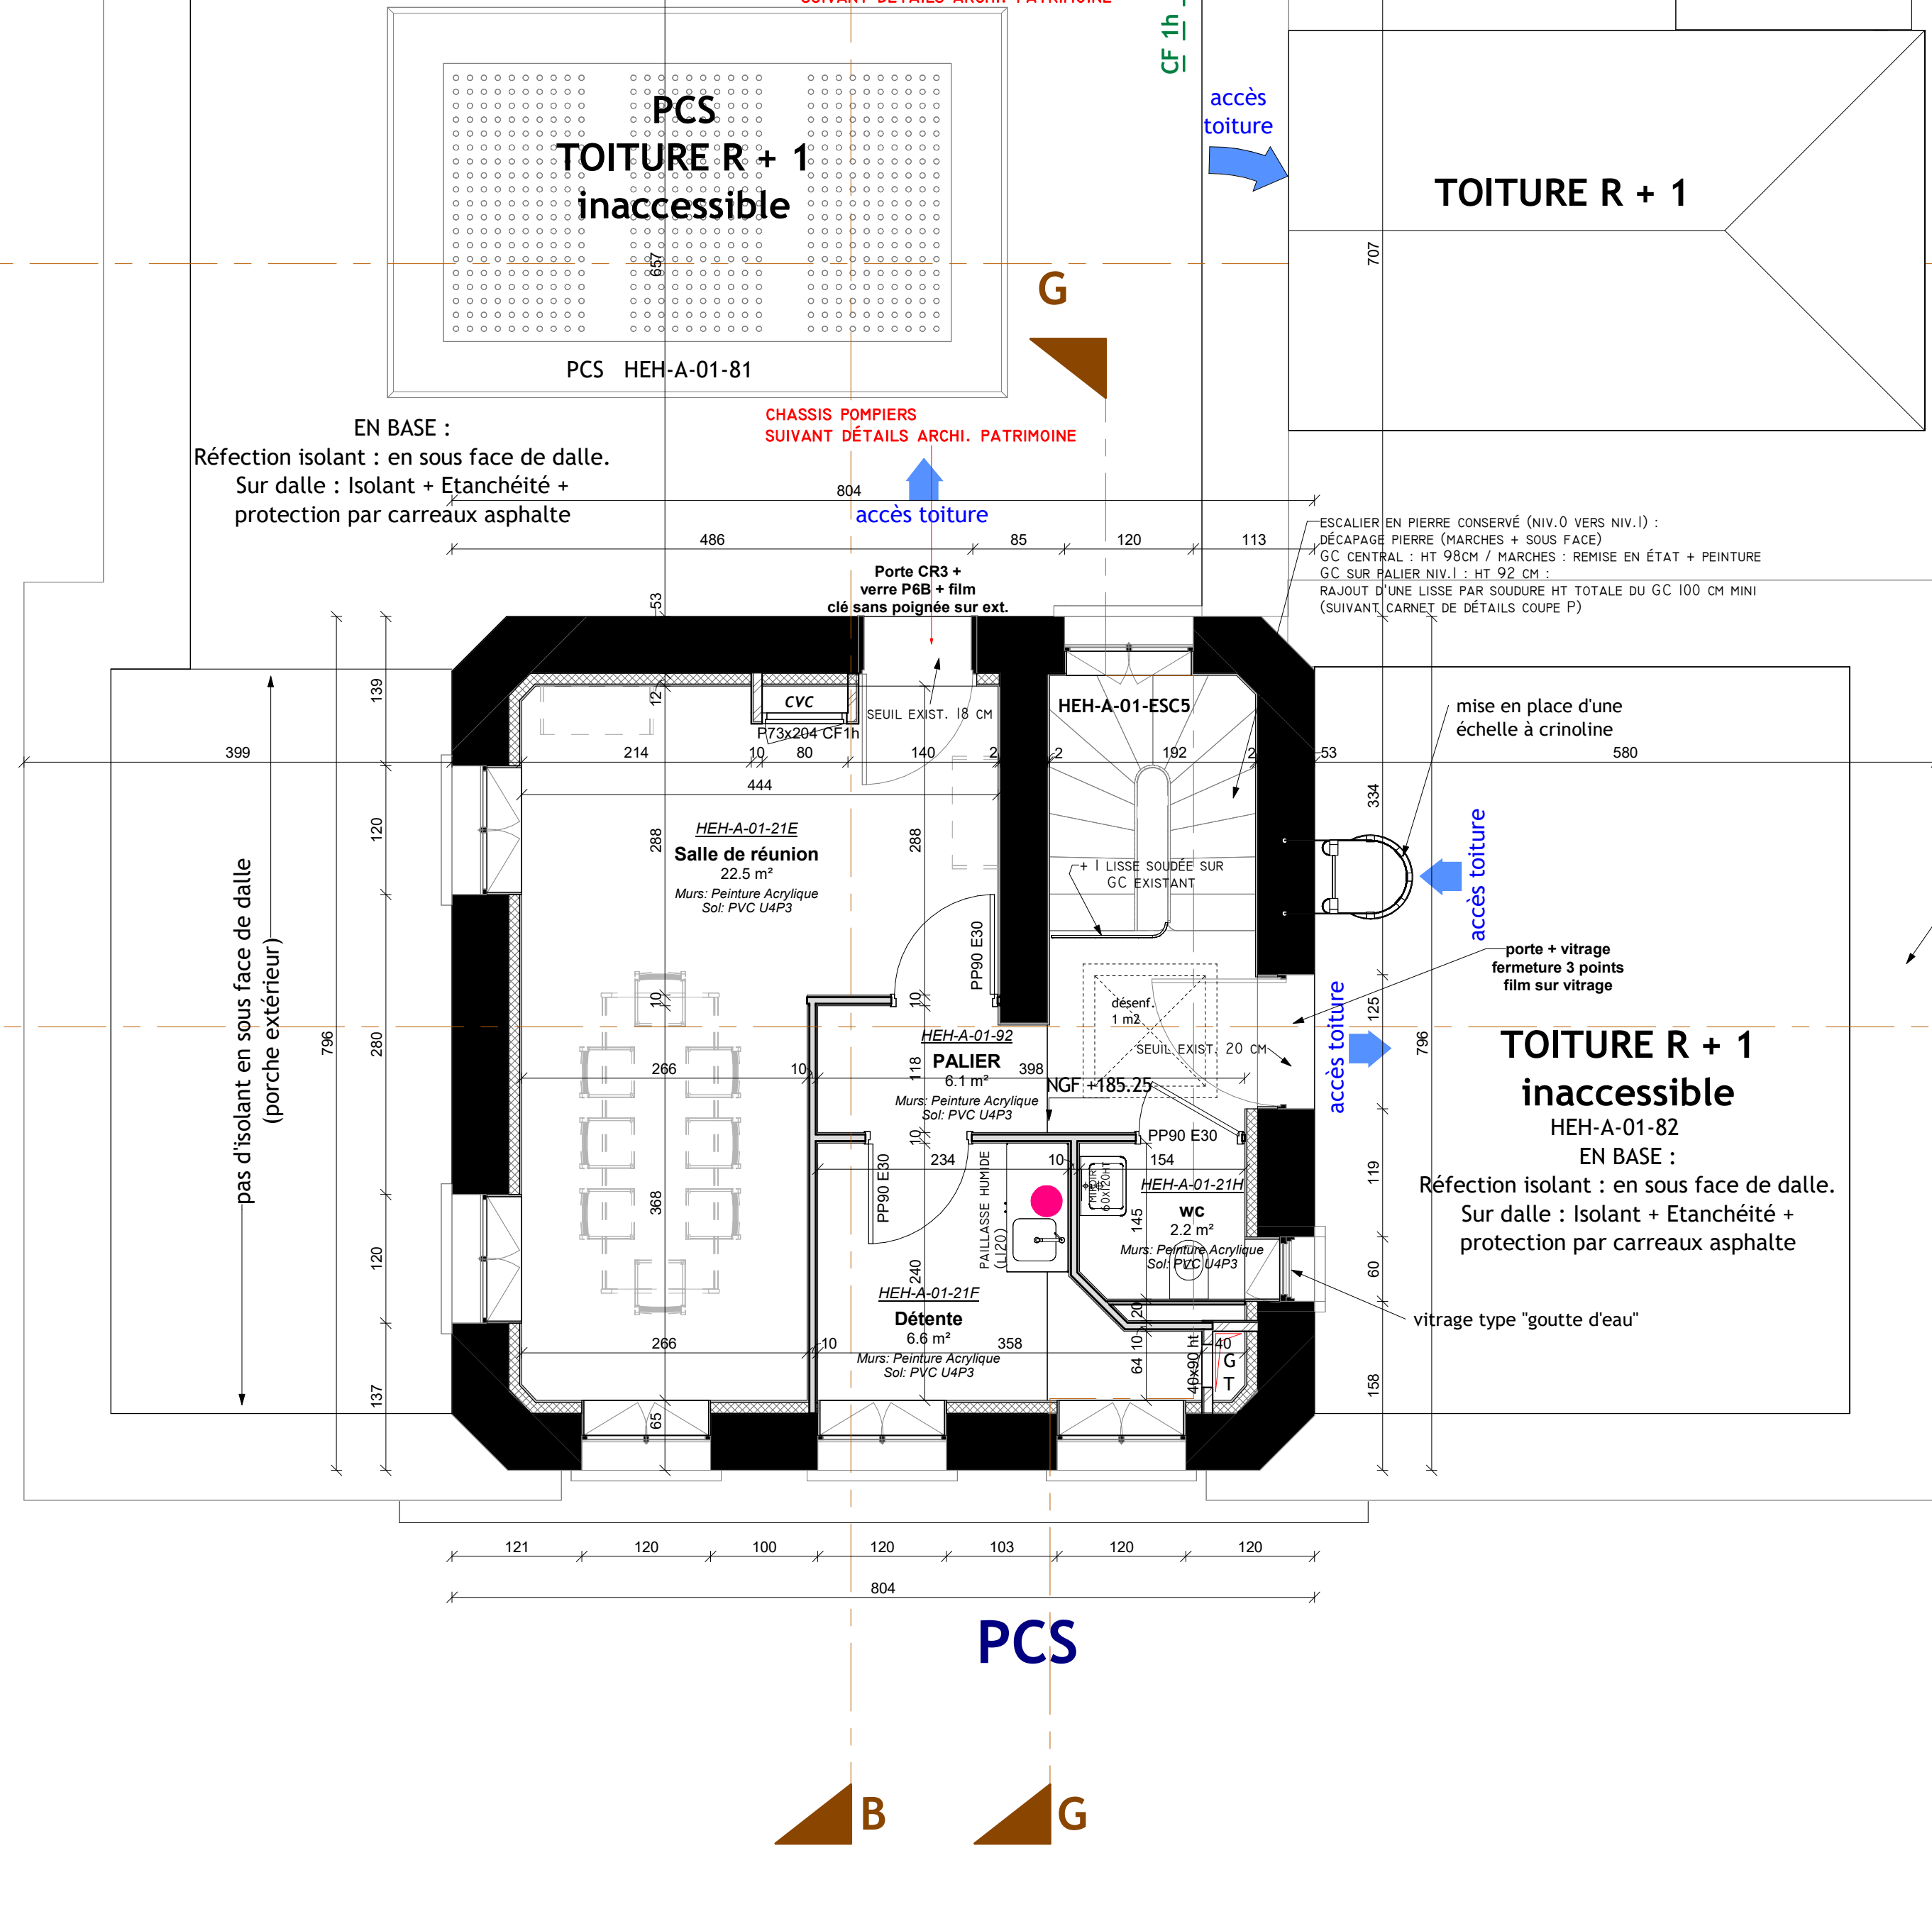 CF 1h
accès
toiture
PCS
TOITURE R + 1
inaccessible
TOITURE R + 1
657
707
G
PCS HEH-A-01-81
CHASSIS POMPIERS
SUIVANT DÉTAILS ARCHI. PATRIMOINE
EN BASE :
Réfection isolant : en sous face de dalle.
Sur dalle : Isolant + Etanchéité +
protection par carreaux asphalte
804
accès toiture
486
85
120
113
ESCALIER EN PIERRE CONSERVÉ (NIV.0 VERS NIV.1) :
DÉCAPAGE PIERRE (MARCHES + SOUS FACE)
GC CENTRAL : HT 98CM / MARCHES : REMISE EN ÉTAT + PEINTURE
GC SUR PALIER NIV.1 : HT 92 CM :
RAJOUT D'UNE LISSE PAR SOUDURE HT TOTALE DU GC 100 CM MINI
(SUIVANT CARNET DE DÉTAILS COUPE P)
Porte CR3 +
verre P6B + film
clé sans poignée sur ext.
53
139
12
CVC
SEUIL EXIST. 18 CM
P73x204 CF1h
HEH-A-01-ESC5
mise en place d'une
échelle à crinoline
399
214
10
80
140
2
2
192
2
53
580
444
334
120
288
288
HEH-A-01-21E
Salle de réunion
22.5 m²
Murs: Peinture Acrylique
Sol: PVC U4P3
+ 1 LISSE SOUDÉE SUR
GC EXISTANT
accès toiture
pas d'isolant en sous face de dalle
(porche extérieur)
PP90 E30
porte + vitrage
fermeture 3 points
film sur vitrage
10
10
désenf.
1 m2
125
accès toiture
796
280
HEH-A-01-92
PALIER
6.1 m²
Murs: Peinture Acrylique
Sol: PVC U4P3
118
SEUIL EXIST. 20 CM
796
266
10
398
NGF +185.25
TOITURE R + 1
inaccessible
HEH-A-01-82
EN BASE :
Réfection isolant : en sous face de dalle.
Sur dalle : Isolant + Etanchéité +
protection par carreaux asphalte
10
PP90 E30
234
10
154
PP90 E30
PAILLASSE HUMIDE
(L120)
MIROIR
60X120HT
HEH-A-01-21H
wc
2.2 m²
Murs: Peinture Acrylique
Sol: PVC U4P3
145
119
368
120
240
60
HEH-A-01-21F
Détente
6.6 m²
Murs: Peinture Acrylique
Sol: PVC U4P3
vitrage type "goutte d'eau"
20
266
10
358
10
64
40x90 ht
40
G
T
137
65
158
121
120
100
120
103
120
120
804
PCS
B
G